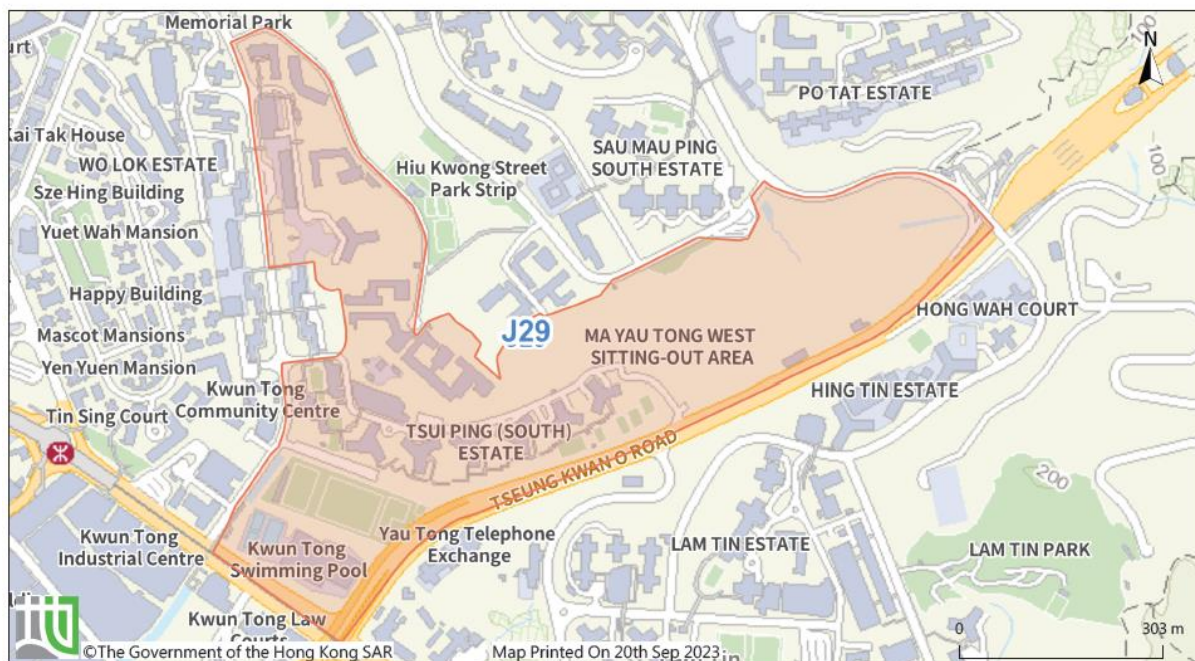 Memorial Park
Court
Kai Tak House
WO LOK ESTATE
Sze Hing Building
Yuet Wah Mansion
Happy Building
Mascot Mansions
Yen Yuen Mansion
Tin Sing Court
Kwun Tong
Community Centre
Hiu Kwong Street
Park Strip
SAU MAU PING
SOUTH ESTATE
PO TAT ESTATE
N
200
100
J29
MA YAU TONG WEST
SITTING-OUT AREA
HONG WAH COURT
HING TIN ESTATE
TSUI PING (SOUTH)
ESTATE
TSEUNG KWAN O ROAD
Kwun Tong
Industrial Centre
Kwun Tong
Swimming Pool
Yau Tong Telephone
Exchange
LAM TIN ESTATE
200
LAM TIN PARK
Kwun Tong Law
Courts
0
303 m
©The Government of the Hong Kong SAR
Map Printed On 20th Sep 2023